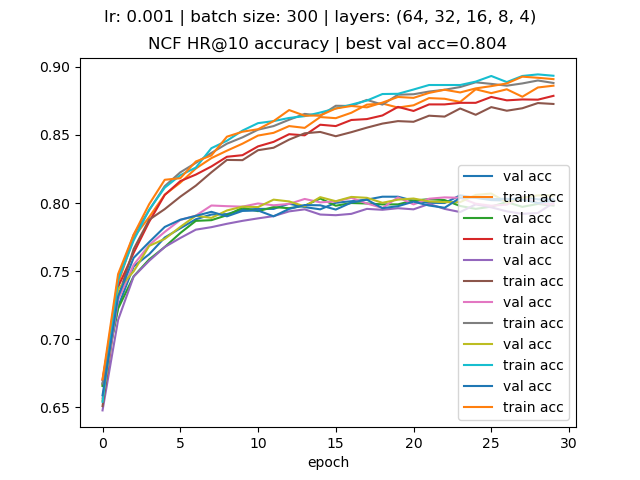 lr: 0.001 | batch size: 300 | layers: (64, 32, 16, 8, 4)
NCF HR@10 accuracy | best val acc=0.804
0.90
0.85
0.80
0.75
0.70
0.65
val acc
train acc
val acc
train acc
val acc
train acc
val acc
train acc
val acc
train acc
val acc
train acc
0 5 10 15 20 25 30
epoch